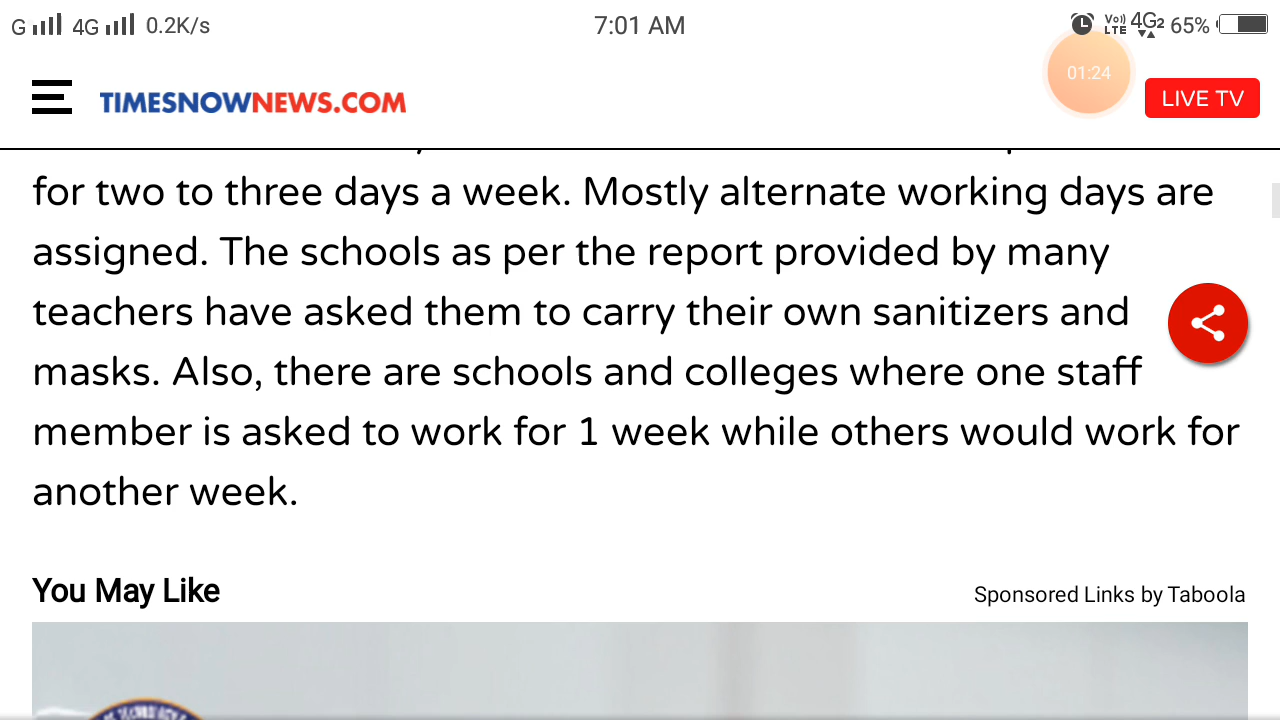 G 4G 0.2K/s 7:01 AM Vo)) LTE 4G2 65%
01:24
TIMESNOWNEWS.COM LIVE TV
for two to three days a week. Mostly alternate working days are
assigned. The schools as per the report provided by many
teachers have asked them to carry their own sanitizers and
masks. Also, there are schools and colleges where one staff
member is asked to work for 1 week while others would work for
another week.
You May Like
Sponsored Links by Taboola